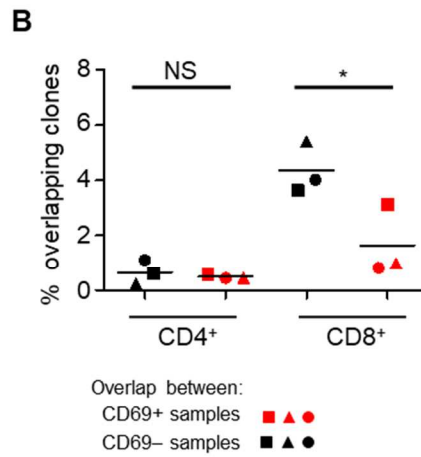 B
% overlapping clones
8
6
4
2
0
NS
*
CD4+
CD8+
Overlap between:
CD69+ samples
CD69– samples